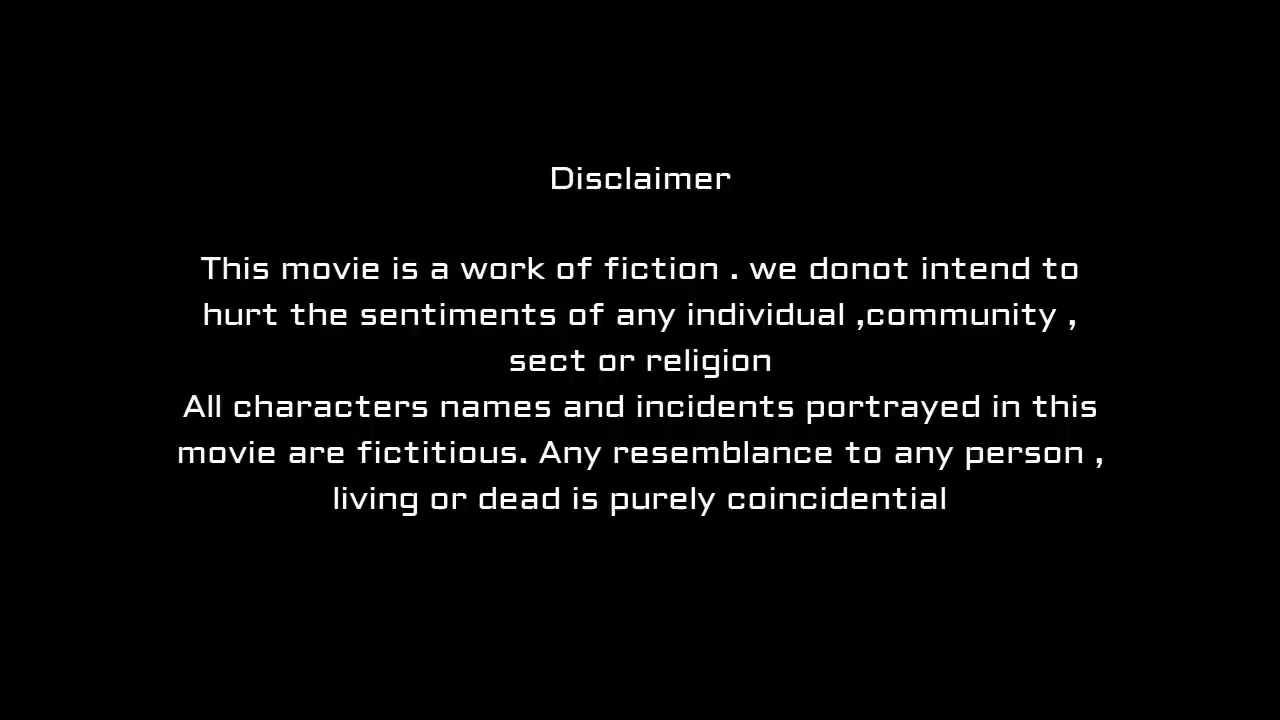 Disclaimer
This movie is a work of fiction . we donot intend to
hurt the sentiments of any individual ,community ,
sect or religion
All characters names and incidents portrayed in this
movie are fictitious. Any resemblance to any person ,
living or dead is purely coincidential